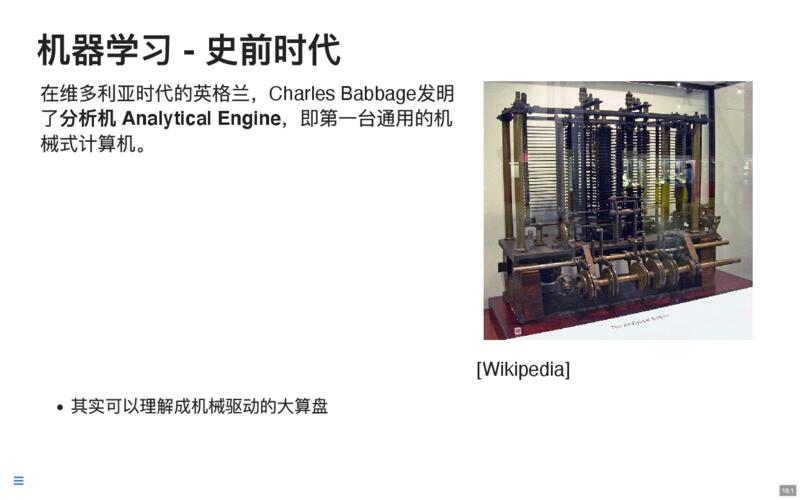 机器学习 - 史前时代
在维多利亚时代的英格兰，Charles Babbage发明
了分析机 Analytical Engine，即第一台通用的机
械式计算机。
The Analytical Engine
[Wikipedia]
• 其实可以理解成机械驱动的大算盘